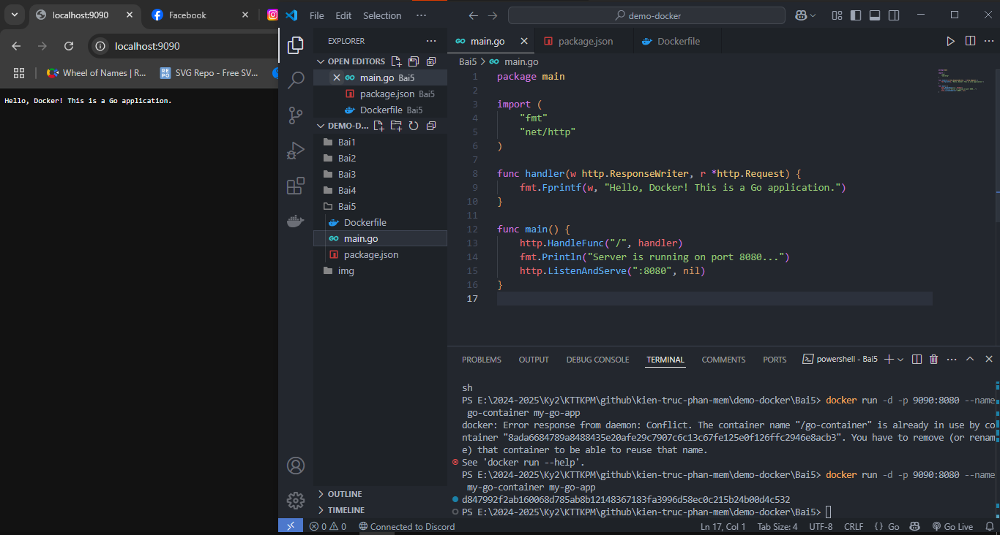 localhost:9090
Facebook
localhost:9090
Wheel of Names | R...
SVG Repo - Free SV...
Hello, Docker! This is a Go application.
File Edit Selection ...
demo-docker
EXPLORER
OPEN EDITORS
main.go Bai5
package.json Bai5
Dockerfile Bai5
DEMO-D...
Bai1
Bai2
Bai3
Bai4
Bai5
Dockerfile
main.go
package.json
img
OUTLINE
TIMELINE
main.go package.json Dockerfile
Bai5 > main.go
1 package main
2
3 import (
4 "fmt"
5 "net/http"
6 )
7
8 func handler(w http.ResponseWriter, r *http.Request) {
9 fmt.Fprintf(w, "Hello, Docker! This is a Go application.")
10 }
11
12 func main() {
13 http.HandleFunc("/", handler)
14 fmt.Println("Server is running on port 8080...")
15 http.ListenAndServe(":8080", nil)
16 }
17
PROBLEMS OUTPUT DEBUG CONSOLE TERMINAL COMMENTS PORTS powershell - Bai5
sh
PS E:\2024-2025\Ky2\KTTKPM\github\kien-truc-phan-mem\demo-docker\Bai5> docker run -d -p 9090:8080 --name
go-container my-go-app
docker: Error response from daemon: Conflict. The container name "/go-container" is already in use by co
ntainer "8ada6684789a8488435e20afe29c7907c6c13c67fe125e0f126ffc2946e8acb3". You have to remove (or renam
e) that container to be able to reuse that name.
See 'docker run --help'.
PS E:\2024-2025\Ky2\KTTKPM\github\kien-truc-phan-mem\demo-docker\Bai5> docker run -d -p 9090:8080 --name
my-go-container my-go-app
d847992f2ab160068d785ab8b12148367183fa3996d58ec0c215b24b00d4c532
PS E:\2024-2025\Ky2\KTTKPM\github\kien-truc-phan-mem\demo-docker\Bai5>
0 0 Connected to Discord Ln 17, Col 1 Tab Size: 4 UTF-8 CRLF {} Go Go Live